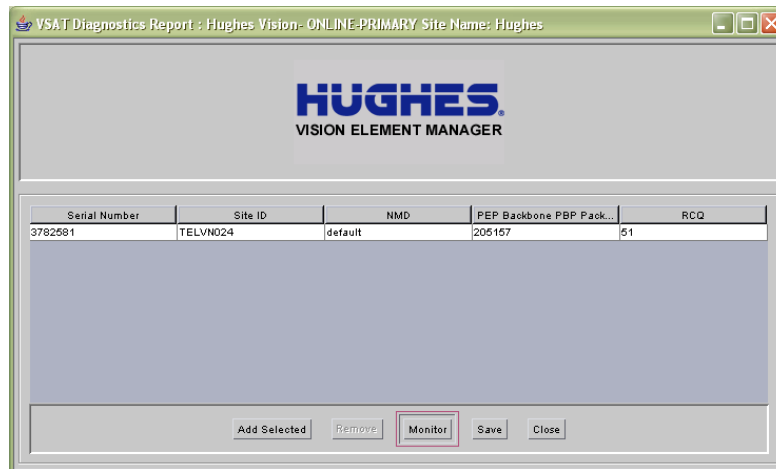 VSAT Diagnostics Report : Hughes Vision- ONLINE-PRIMARY Site Name: Hughes
HUGHES®
VISION ELEMENT MANAGER
Serial Number Site ID NMD PEP Backbone PBP Pack... RCQ
3782581 TELVN024 default 205157 51
Add Selected Remove Monitor Save Close